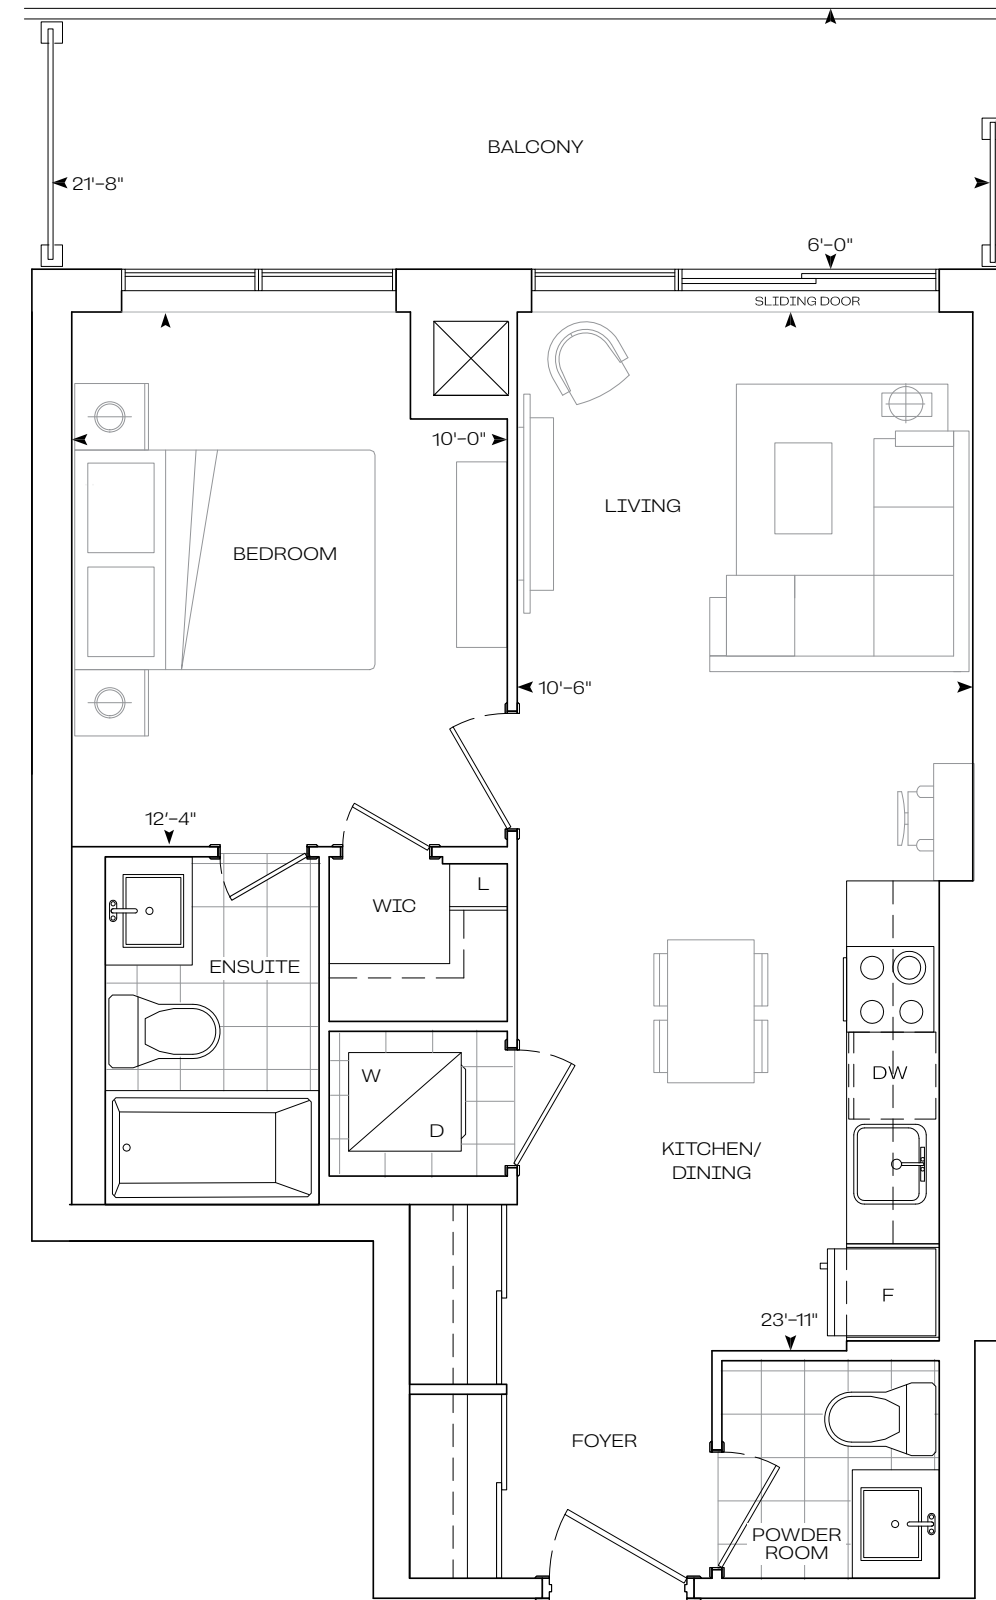 BALCONY
21'-8"
6'-0"
SLIDING DOOR
10'-0"
LIVING
BEDROOM
10'-6"
12'-4"
L
WIC
ENSUITE
W
DW
D
KITCHEN/
DINING
F
23'-11"
FOYER
POWDER
ROOM